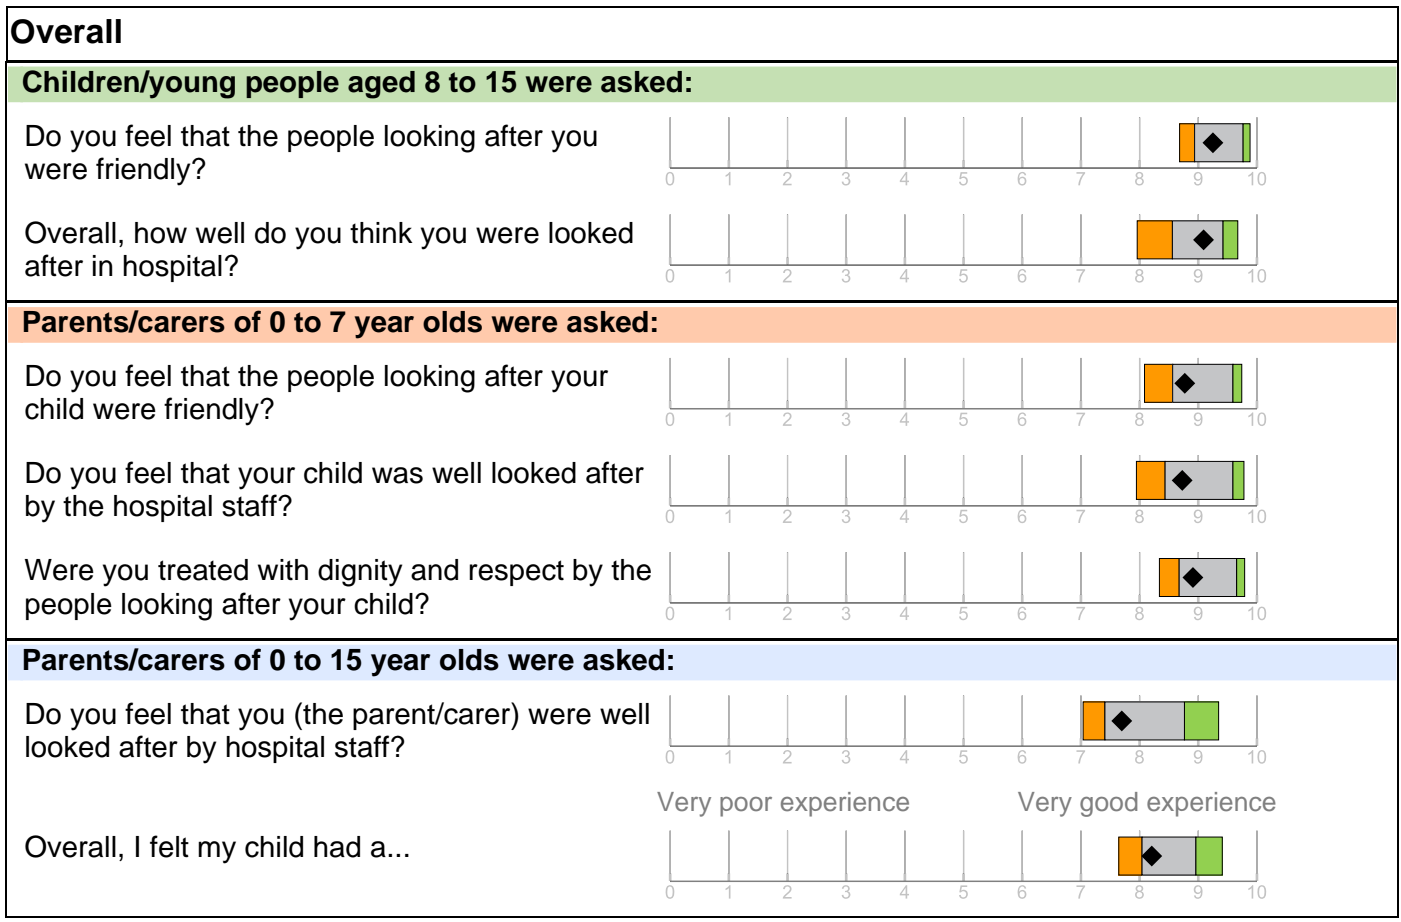 Overall
Children/young people aged 8 to 15 were asked:
Do you feel that the people looking after you
were friendly?
0 1 2 3 4 5 6 7 8 9 10
Overall, how well do you think you were looked
after in hospital?
0 1 2 3 4 5 6 7 8 9 10
Parents/carers of 0 to 7 year olds were asked:
Do you feel that the people looking after your
child were friendly?
0 1 2 3 4 5 6 7 8 9 10
Do you feel that your child was well looked after
by the hospital staff?
0 1 2 3 4 5 6 7 8 9 10
Were you treated with dignity and respect by the
people looking after your child?
0 1 2 3 4 5 6 7 8 9 10
Parents/carers of 0 to 15 year olds were asked:
Do you feel that you (the parent/carer) were well
looked after by hospital staff?
0 1 2 3 4 5 6 7 8 9 10
Very poor experience Very good experience
Overall, I felt my child had a...
0 1 2 3 4 5 6 7 8 9 10